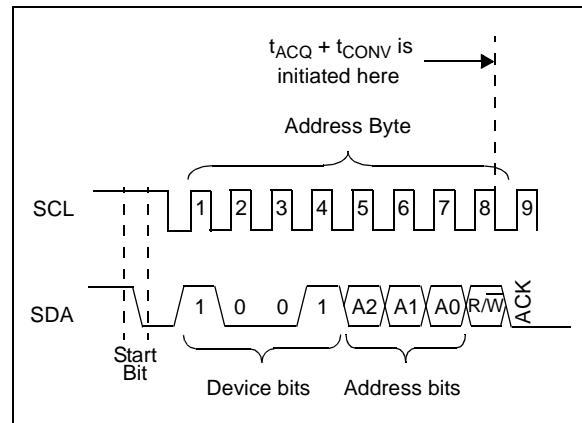 tACQ + tCONV is
initiated here
Address Byte
SCL 1 2 3 4 5 6 7 8 9
SDA 1 0 0 1 A2 A1 A0 R/W̅ ACK
Start
Bit
Device bits Address bits